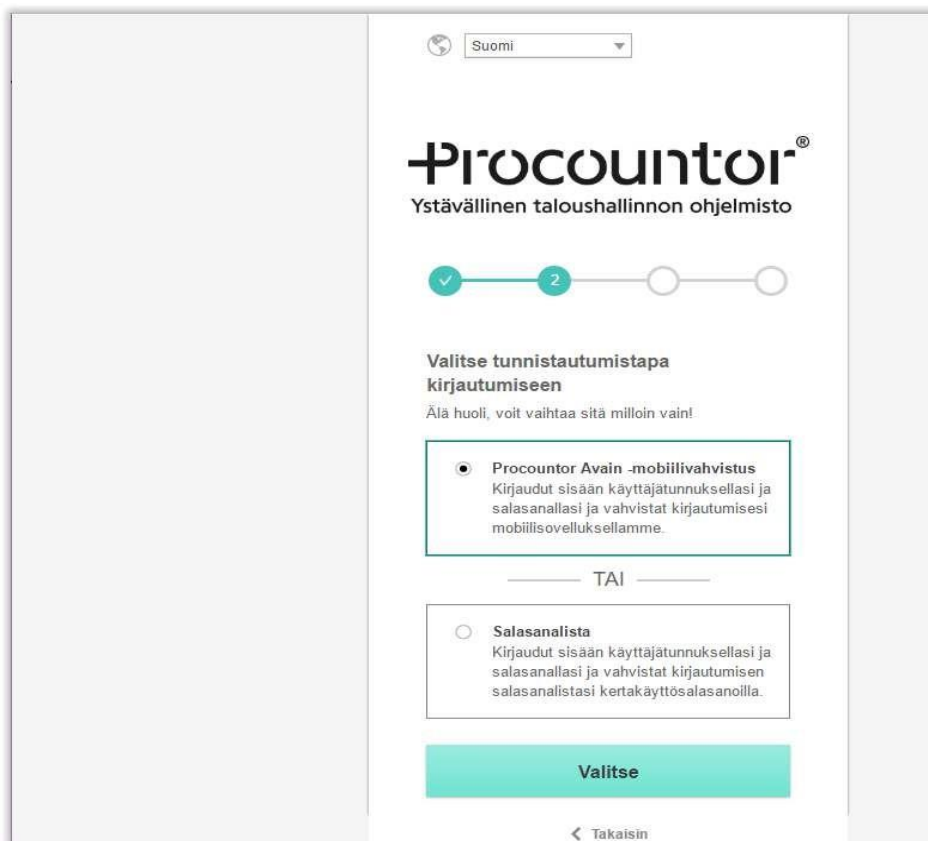 Suomi
Procountor®
Ystävällinen taloushallinnon ohjelmisto
2
Valitse tunnistautumistapa
kirjautumiseen
Älä huoli, voit vaihtaa sitä milloin vain!
Procountor Avain -mobiilivahvistus
Kirjaudut sisään käyttäjätunnuksellasi ja
salasanallasi ja vahvistat kirjautumisesi
mobiilisovelluksellamme.
TAI
Salasanalista
Kirjaudut sisään käyttäjätunnuksellasi ja
salasanallasi ja vahvistat kirjautumisen
salasanalistasi kertakäyttösalasanoilla.
Valitse
Takaisin